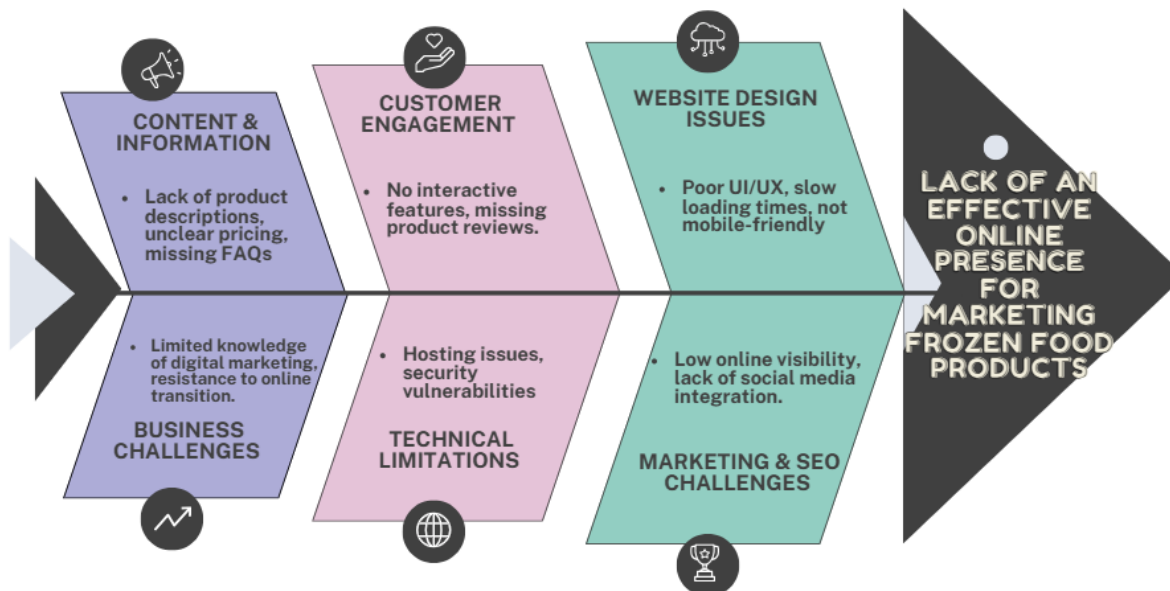 CONTENT &
INFORMATION
• Lack of product
descriptions,
unclear pricing,
missing FAQs
CUSTOMER
ENGAGEMENT
• No interactive
features, missing
product reviews.
WEBSITE DESIGN
ISSUES
• Poor UI/UX, slow
loading times, not
mobile-friendly
• Limited knowledge
of digital marketing,
resistance to online
transition.
BUSINESS
CHALLENGES
• Hosting issues,
security
vulnerabilities
TECHNICAL
LIMITATIONS
• Low online visibility,
lack of social media
integration.
MARKETING & SEO
CHALLENGES
LACK OF AN
EFFECTIVE
ONLINE
PRESENCE
FOR
MARKETING
FROZEN FOOD
PRODUCTS